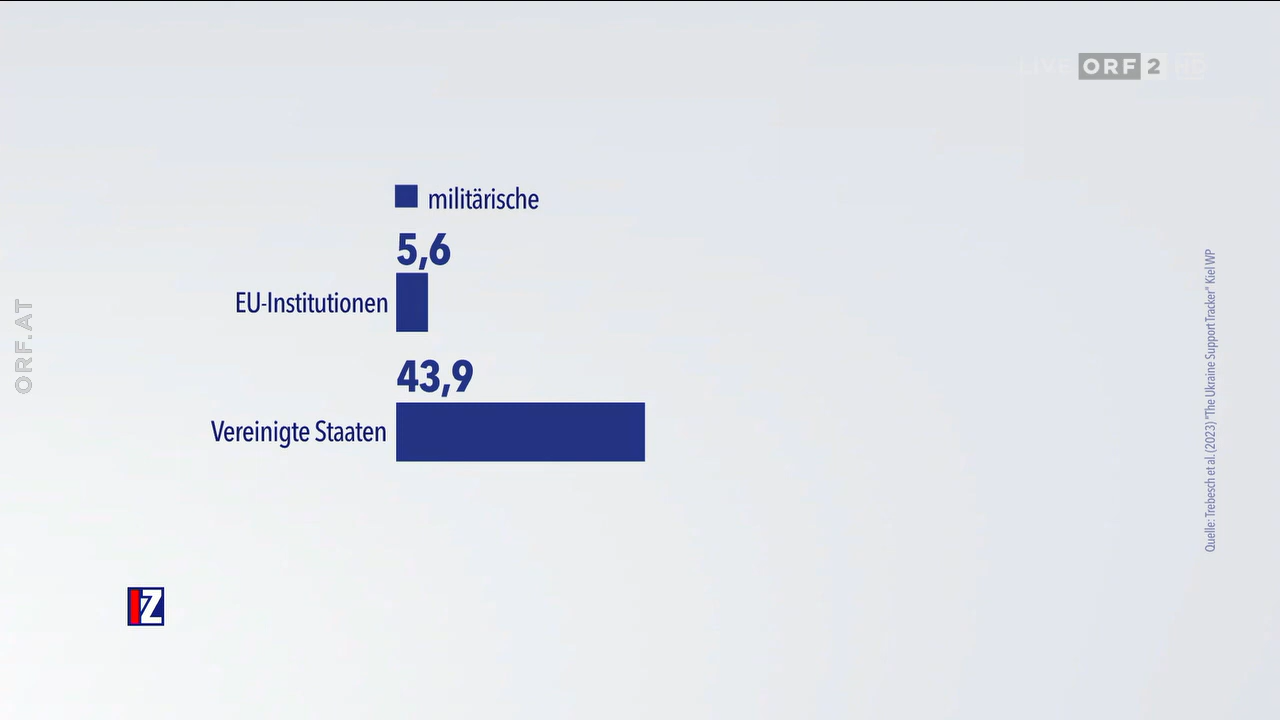 LIVE ORF 2 HD
militärische
5,6
EU-Institutionen
43,9
Vereinigte Staaten
ORF.AT
Quelle: Trebesch et al. (2023) "The Ukraine Support Tracker" Kiel WP
Z